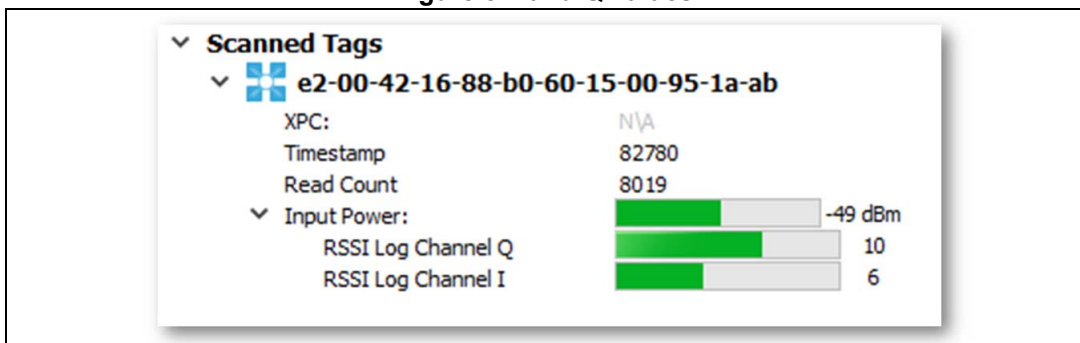 Scanned Tags
e2-00-42-16-88-b0-60-15-00-95-1a-ab
XPC: N\A
Timestamp 82780
Read Count 8019
Input Power: -49 dBm
RSSI Log Channel Q 10
RSSI Log Channel I 6